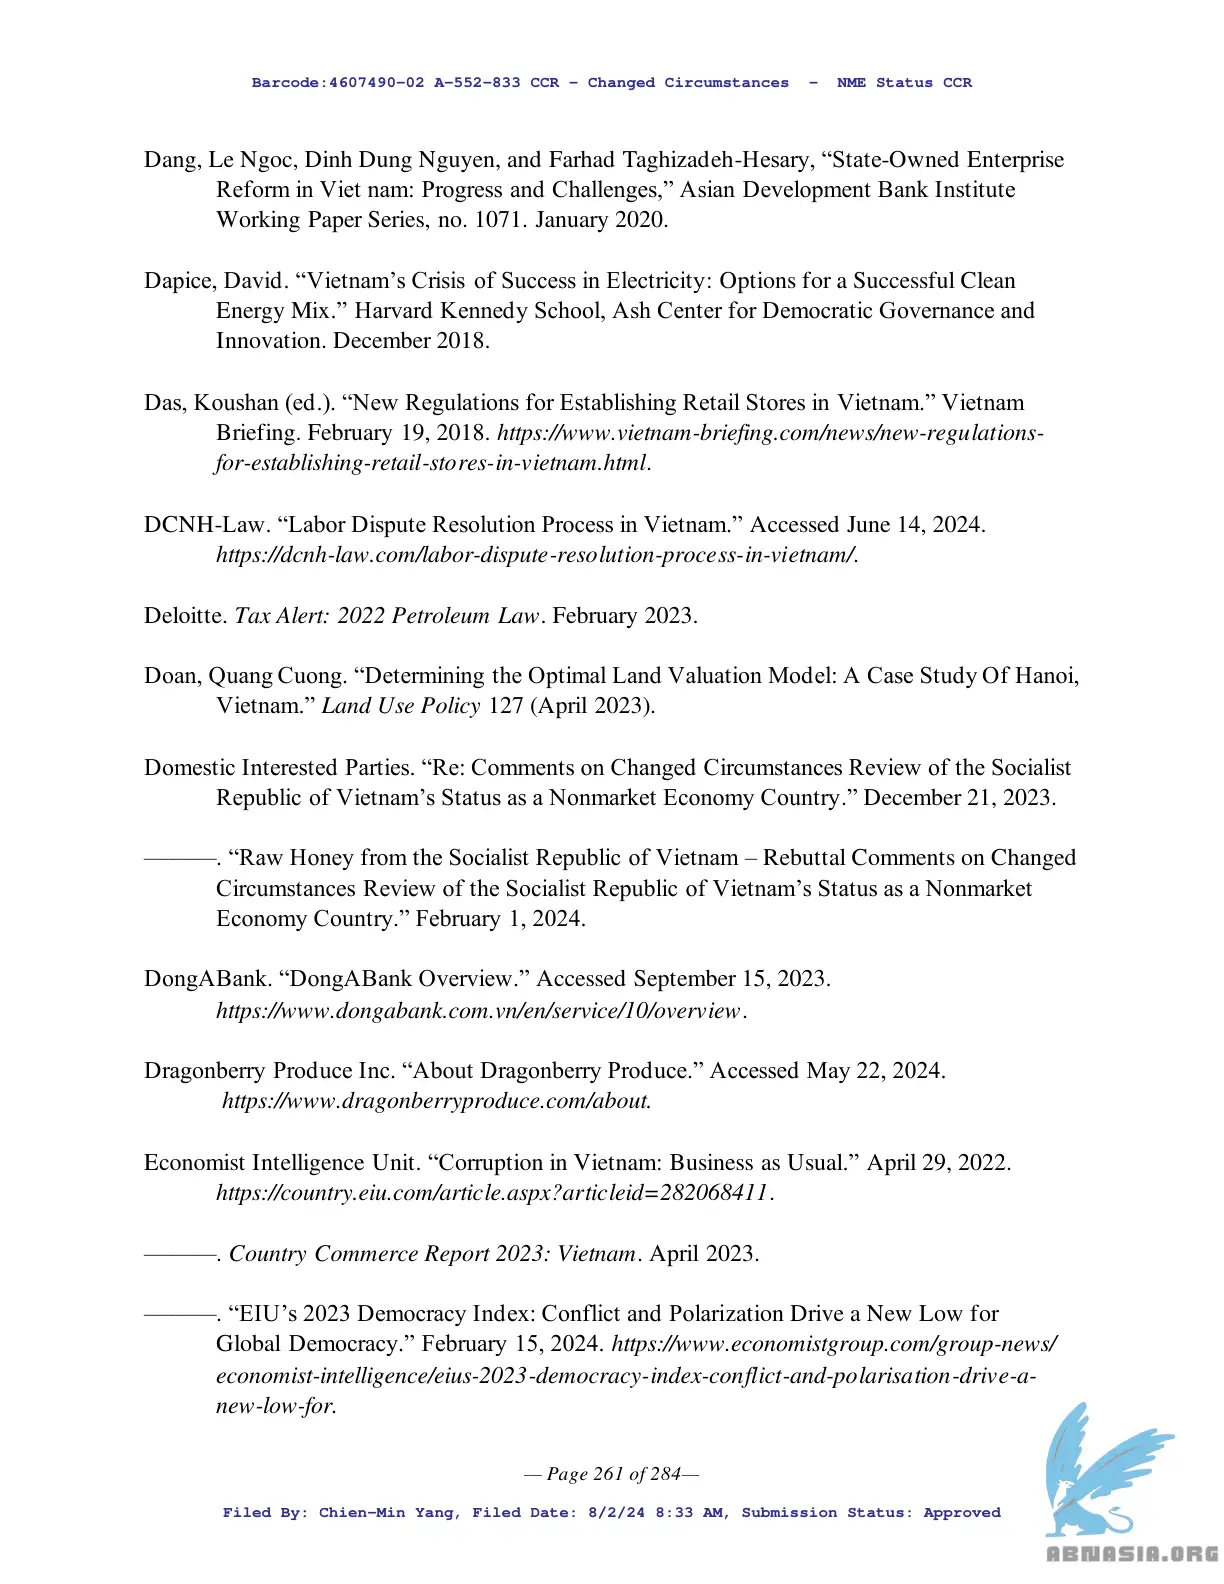 Barcode:4607490-02 A-552-833 CCR - Changed Circumstances - NME Status CCR
Dang, Le Ngoc, Dinh Dung Nguyen, and Farhad Taghizadeh-Hesary, “State-Owned Enterprise
Reform in Viet nam: Progress and Challenges,” Asian Development Bank Institute
Working Paper Series, no. 1071. January 2020.
Dapice, David. “Vietnam’s Crisis of Success in Electricity: Options for a Successful Clean
Energy Mix.” Harvard Kennedy School, Ash Center for Democratic Governance and
Innovation. December 2018.
Das, Koushan (ed.). “New Regulations for Establishing Retail Stores in Vietnam.” Vietnam
Briefing. February 19, 2018. https://www.vietnam-briefing.com/news/new-regulations-
for-establishing-retail-stores-in-vietnam.html.
DCNH-Law. “Labor Dispute Resolution Process in Vietnam.” Accessed June 14, 2024.
https://dcnh-law.com/labor-dispute-resolution-process-in-vietnam/.
Deloitte. Tax Alert: 2022 Petroleum Law. February 2023.
Doan, Quang Cuong. “Determining the Optimal Land Valuation Model: A Case Study Of Hanoi,
Vietnam.” Land Use Policy 127 (April 2023).
Domestic Interested Parties. “Re: Comments on Changed Circumstances Review of the Socialist
Republic of Vietnam’s Status as a Nonmarket Economy Country.” December 21, 2023.
———. “Raw Honey from the Socialist Republic of Vietnam – Rebuttal Comments on Changed
Circumstances Review of the Socialist Republic of Vietnam’s Status as a Nonmarket
Economy Country.” February 1, 2024.
DongABank. “DongABank Overview.” Accessed September 15, 2023.
https://www.dongabank.com.vn/en/service/10/overview.
Dragonberry Produce Inc. “About Dragonberry Produce.” Accessed May 22, 2024.
https://www.dragonberryproduce.com/about.
Economist Intelligence Unit. “Corruption in Vietnam: Business as Usual.” April 29, 2022.
https://country.eiu.com/article.aspx?articleid=282068411.
———. Country Commerce Report 2023: Vietnam. April 2023.
———. “EIU’s 2023 Democracy Index: Conflict and Polarization Drive a New Low for
Global Democracy.” February 15, 2024. https://www.economistgroup.com/group-news/
economist-intelligence/eius-2023-democracy-index-conflict-and-polarisation-drive-a-
new-low-for.
— Page 261 of 284—
Filed By: Chien-Min Yang, Filed Date: 8/2/24 8:33 AM, Submission Status: Approved
ABNASIA.ORG